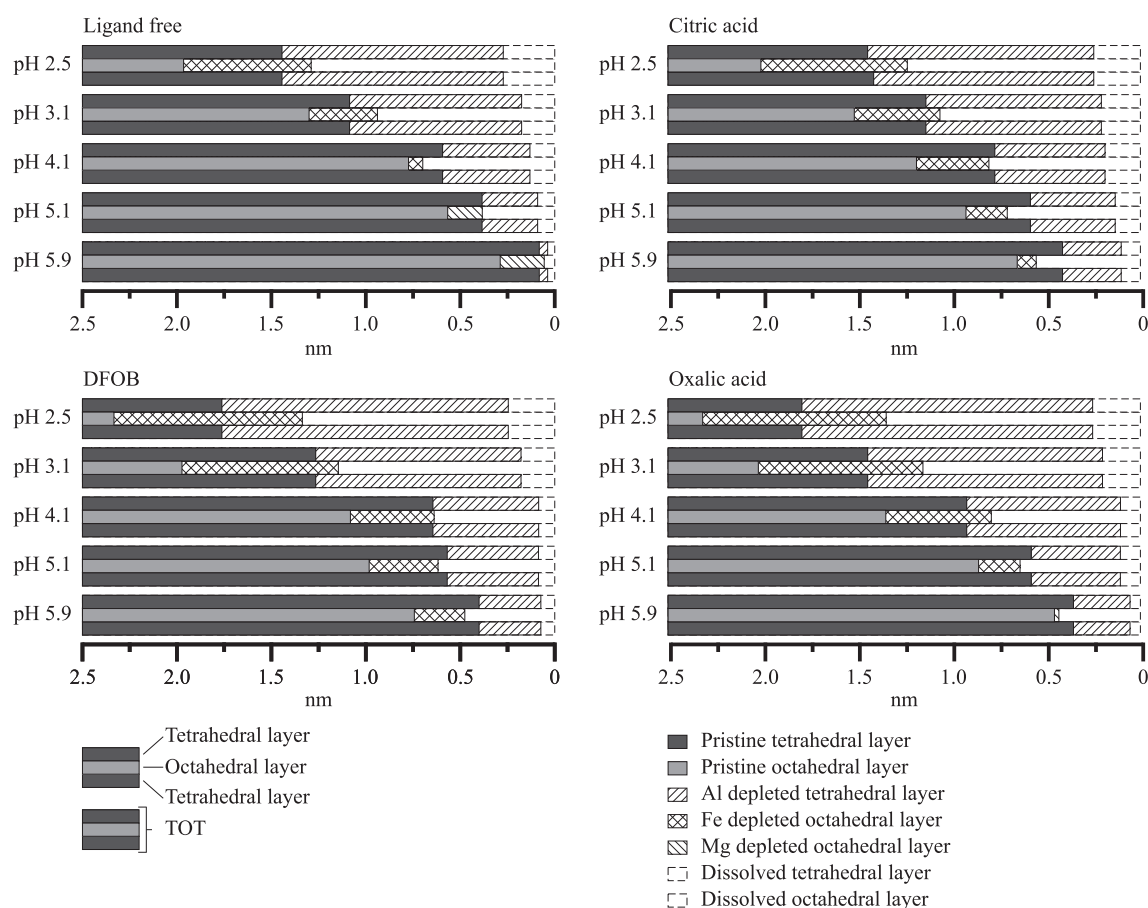 Ligand free
pH 2.5
pH 3.1
pH 4.1
pH 5.1
pH 5.9
2.5 2.0 1.5 1.0 0.5 0
nm
Citric acid
pH 2.5
pH 3.1
pH 4.1
pH 5.1
pH 5.9
2.5 2.0 1.5 1.0 0.5 0
nm
DFOB
pH 2.5
pH 3.1
pH 4.1
pH 5.1
pH 5.9
2.5 2.0 1.5 1.0 0.5 0
nm
Oxalic acid
pH 2.5
pH 3.1
pH 4.1
pH 5.1
pH 5.9
2.5 2.0 1.5 1.0 0.5 0
nm
Tetrahedral layer
Octahedral layer
Tetrahedral layer
TOT
Pristine tetrahedral layer
Pristine octahedral layer
Al depleted tetrahedral layer
Fe depleted octahedral layer
Mg depleted octahedral layer
Dissolved tetrahedral layer
Dissolved octahedral layer